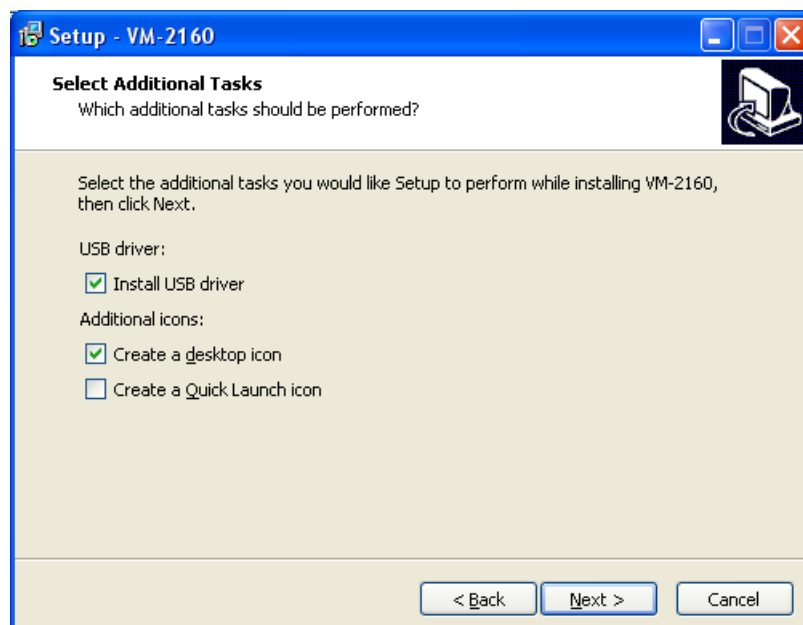 Setup - VM-2160
Select Additional Tasks
Which additional tasks should be performed?
Select the additional tasks you would like Setup to perform while installing VM-2160,
then click Next.
USB driver:
Install USB driver
Additional icons:
Create a desktop icon
Create a Quick Launch icon
< Back Next > Cancel